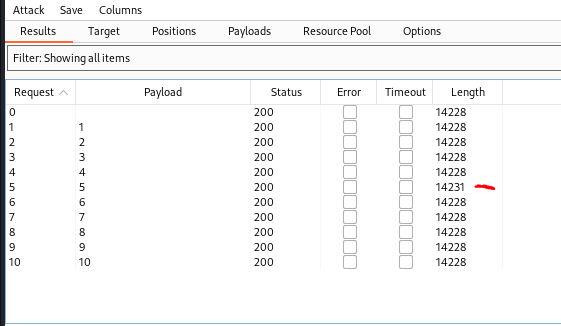 Attack Save Columns
Results Target Positions Payloads Resource Pool Options
Filter: Showing all items
Request Payload Status Error Timeout Length
0 200 14228
1 1 200 14228
2 2 200 14228
3 3 200 14228
4 4 200 14228
5 5 200 14231
6 6 200 14228
7 7 200 14228
8 8 200 14228
9 9 200 14228
10 10 200 14228